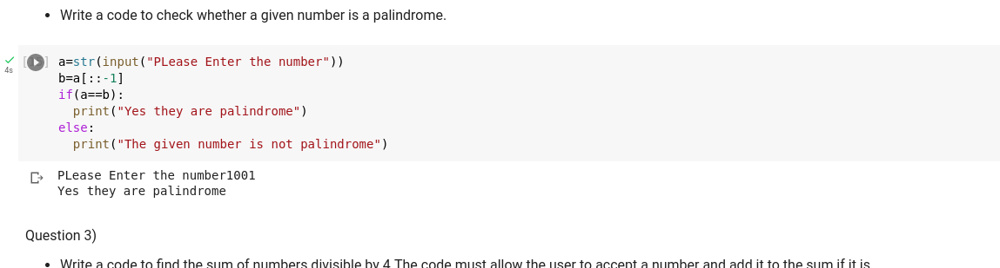 Write a code to check whether a given number is a palindrome.
a=str(input("PLease Enter the number"))
b=a[::-1]
if(a==b):
  print("Yes they are palindrome")
else:
  print("The given number is not palindrome")
4s
PLease Enter the number1001
Yes they are palindrome
Question 3)
Write a code to find the sum of numbers divisible by 4 The code must allow the user to accept a number and add it to the sum if it is